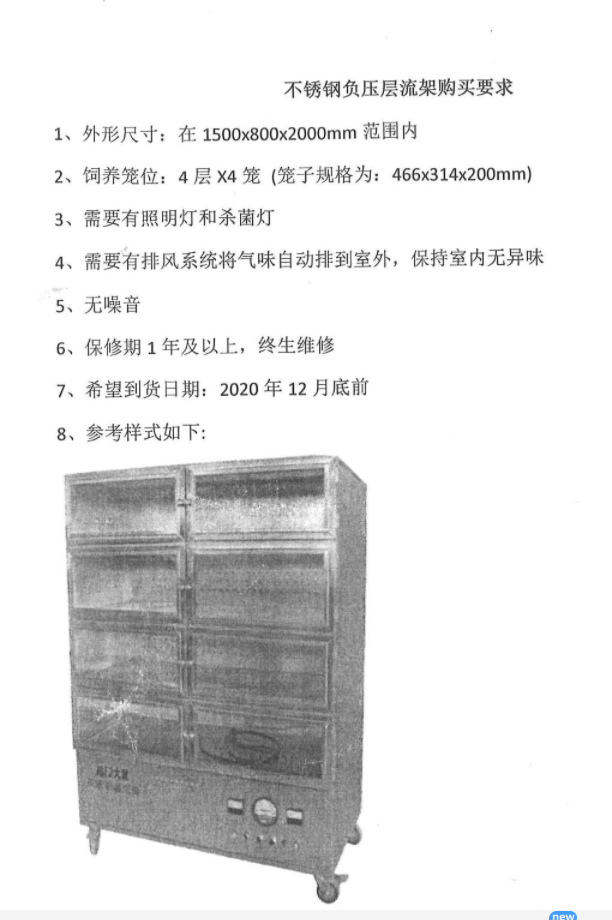 不锈钢负压层流架购买要求
1、外形尺寸：在 1500x800x2000mm 范围内
2、饲养笼位：4 层 X4 笼 (笼子规格为：466x314x200mm)
3、需要有照明灯和杀菌灯
4、需要有排风系统将气味自动排到室外，保持室内无异味
5、无噪音
6、保修期 1 年及以上，终生维修
7、希望到货日期：2020 年 12 月底前
8、参考样式如下:
new